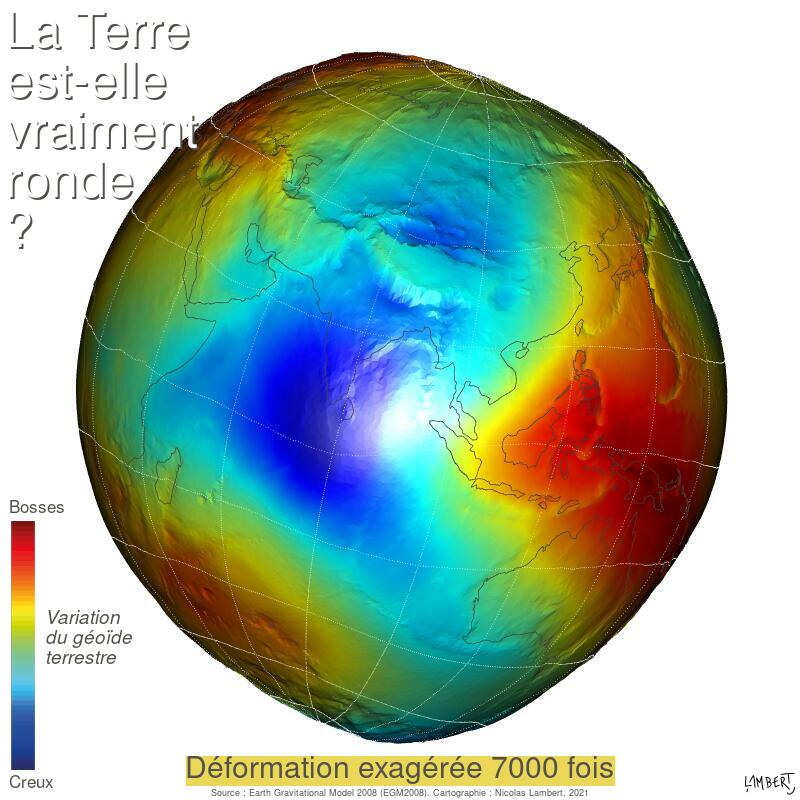 La Terre
est-elle
vraiment
ronde
?
Bosses
Variation
du géoïde
terrestre
Creux
Déformation exagérée 7000 fois
Source : Earth Gravitational Model 2008 (EGM2008). Cartographie : Nicolas Lambert, 2021
LAMBERT